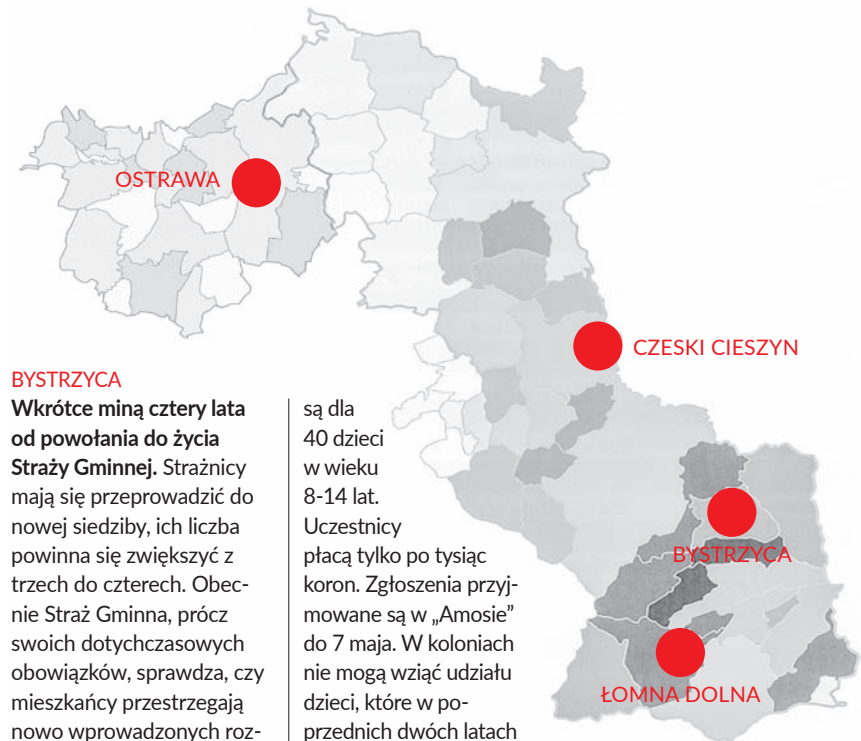 OSTRAWA
CZESKI CIESZYN
BYSTRZYCA
ŁOMNA DOLNA
BYSTRZYCA
Wkrótce miną cztery lata
od powołania do życia
Straży Gminnej. Strażnicy
mają się przeprowadzić do
nowej siedziby, ich liczba
powinna się zwiększyć z
trzech do czterech. Obec-
nie Straż Gminna, prócz
swoich dotychczasowych
obowiązków, sprawdza, czy
mieszkańcy przestrzegają
nowo wprowadzonych roz-
są dla
40 dzieci
w wieku
8-14 lat.
Uczestnicy
płacą tylko po tysiąc
koron. Zgłoszenia przyj-
mowane są w „Amosie”
do 7 maja. W koloniach
nie mogą wziąć udziału
dzieci, które w po-
przednich dwóch latach